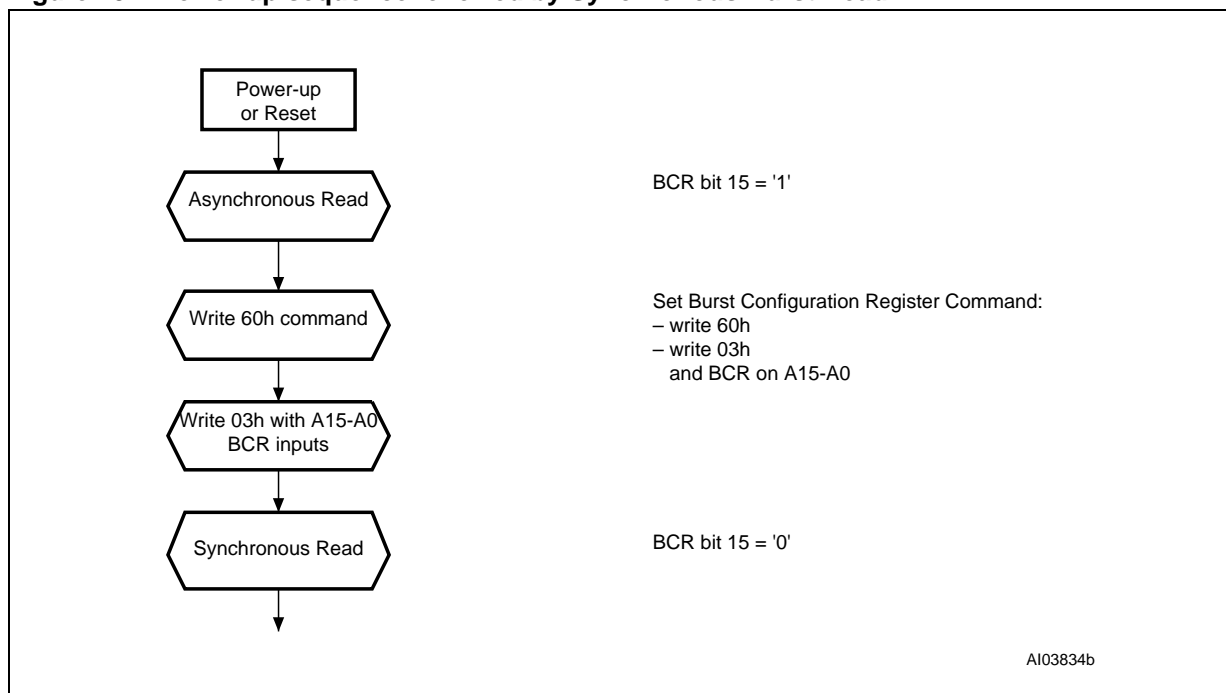 Power-up
or Reset
Asynchronous Read
BCR bit 15 = '1'
Write 60h command
Set Burst Configuration Register Command:
– write 60h
– write 03h
and BCR on A15-A0
Write 03h with A15-A0
BCR inputs
Synchronous Read
BCR bit 15 = '0'
AI03834b